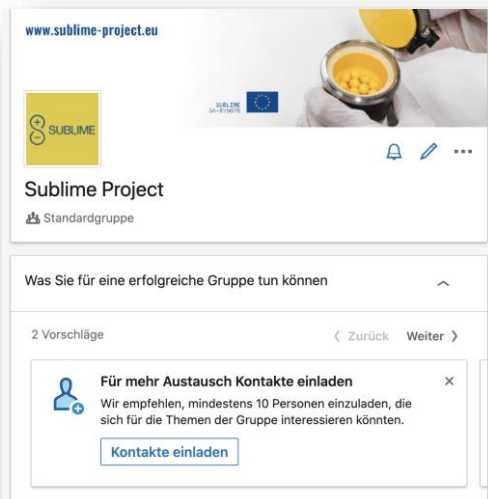 www.sublime-project.eu
SUBLIME
SUBLIME
Sublime Project
Standardgruppe
Was Sie für eine erfolgreiche Gruppe tun können
2 Vorschläge
Zurück Weiter
Für mehr Austausch Kontakte einladen
Wir empfehlen, mindestens 10 Personen einzuladen, die
sich für die Themen der Gruppe interessieren könnten.
Kontakte einladen